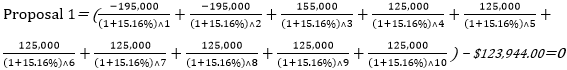 Proposal 1 = (−195,000/(1+15.16%)^1 + −195,000/(1+15.16%)^2 + 155,000/(1+15.16%)^3 + 125,000/(1+15.16%)^4 + 125,000/(1+15.16%)^5 +
125,000/(1+15.16%)^6 + 125,000/(1+15.16%)^7 + 125,000/(1+15.16%)^8 + 125,000/(1+15.16%)^9 + 125,000/(1+15.16%)^10 ) − $123,944.00=0